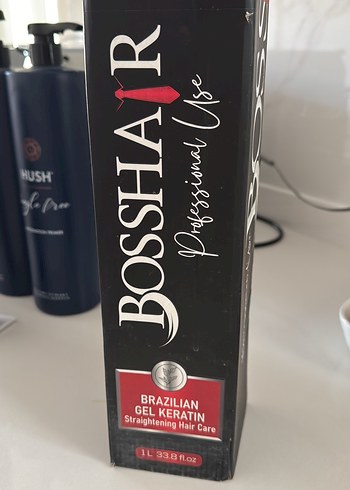 BOSSHAIR
Professional Use
BRAZILIAN
GEL KERATIN
Straightening Hair Care
1 L 33.8 fl.oz
HUSH